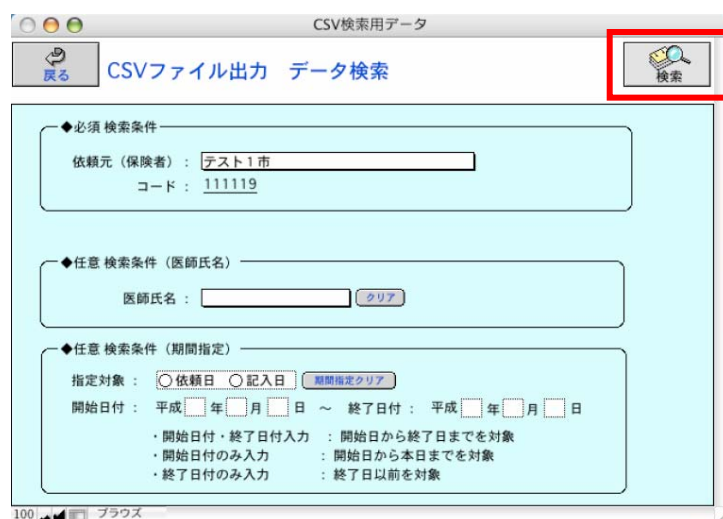 CSV検索用データ
戻る
CSVファイル出力 データ検索
検索
◆必須 検索条件
依頼元（保険者）： テスト１市
コード： 111119
◆任意 検索条件（医師氏名）
医師氏名： クリア
◆任意 検索条件（期間指定）
指定対象： 依頼日 記入日 期間指定クリア
開始日付： 平成 年 月 日 ～ 終了日付： 平成 年 月 日
・開始日付・終了日付入力 ： 開始日から終了日までを対象
・開始日付のみ入力 ： 開始日から本日までを対象
・終了日付のみ入力 ： 終了日以前を対象
100 ブラウズ